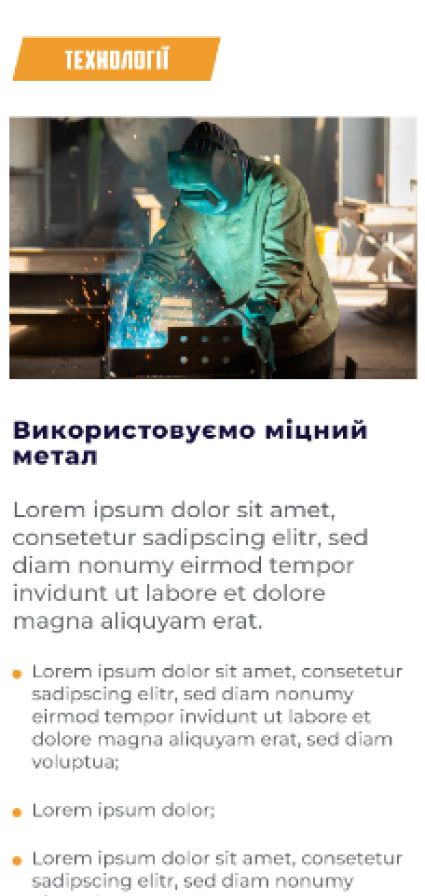 ТЕХНОЛОГІЇ
Використовуємо міцний
метал
Lorem ipsum dolor sit amet,
consetetur sadipscing elitr, sed
diam nonumy eirmod tempor
invidunt ut labore et dolore
magna aliquyam erat.
Lorem ipsum dolor sit amet, consetetur
sadipscing elitr, sed diam nonumy
eirmod tempor invidunt ut labore et
dolore magna aliquyam erat, sed diam
voluptua;
Lorem ipsum dolor;
Lorem ipsum dolor sit amet, consetetur
sadipscing elitr, sed diam nonumy